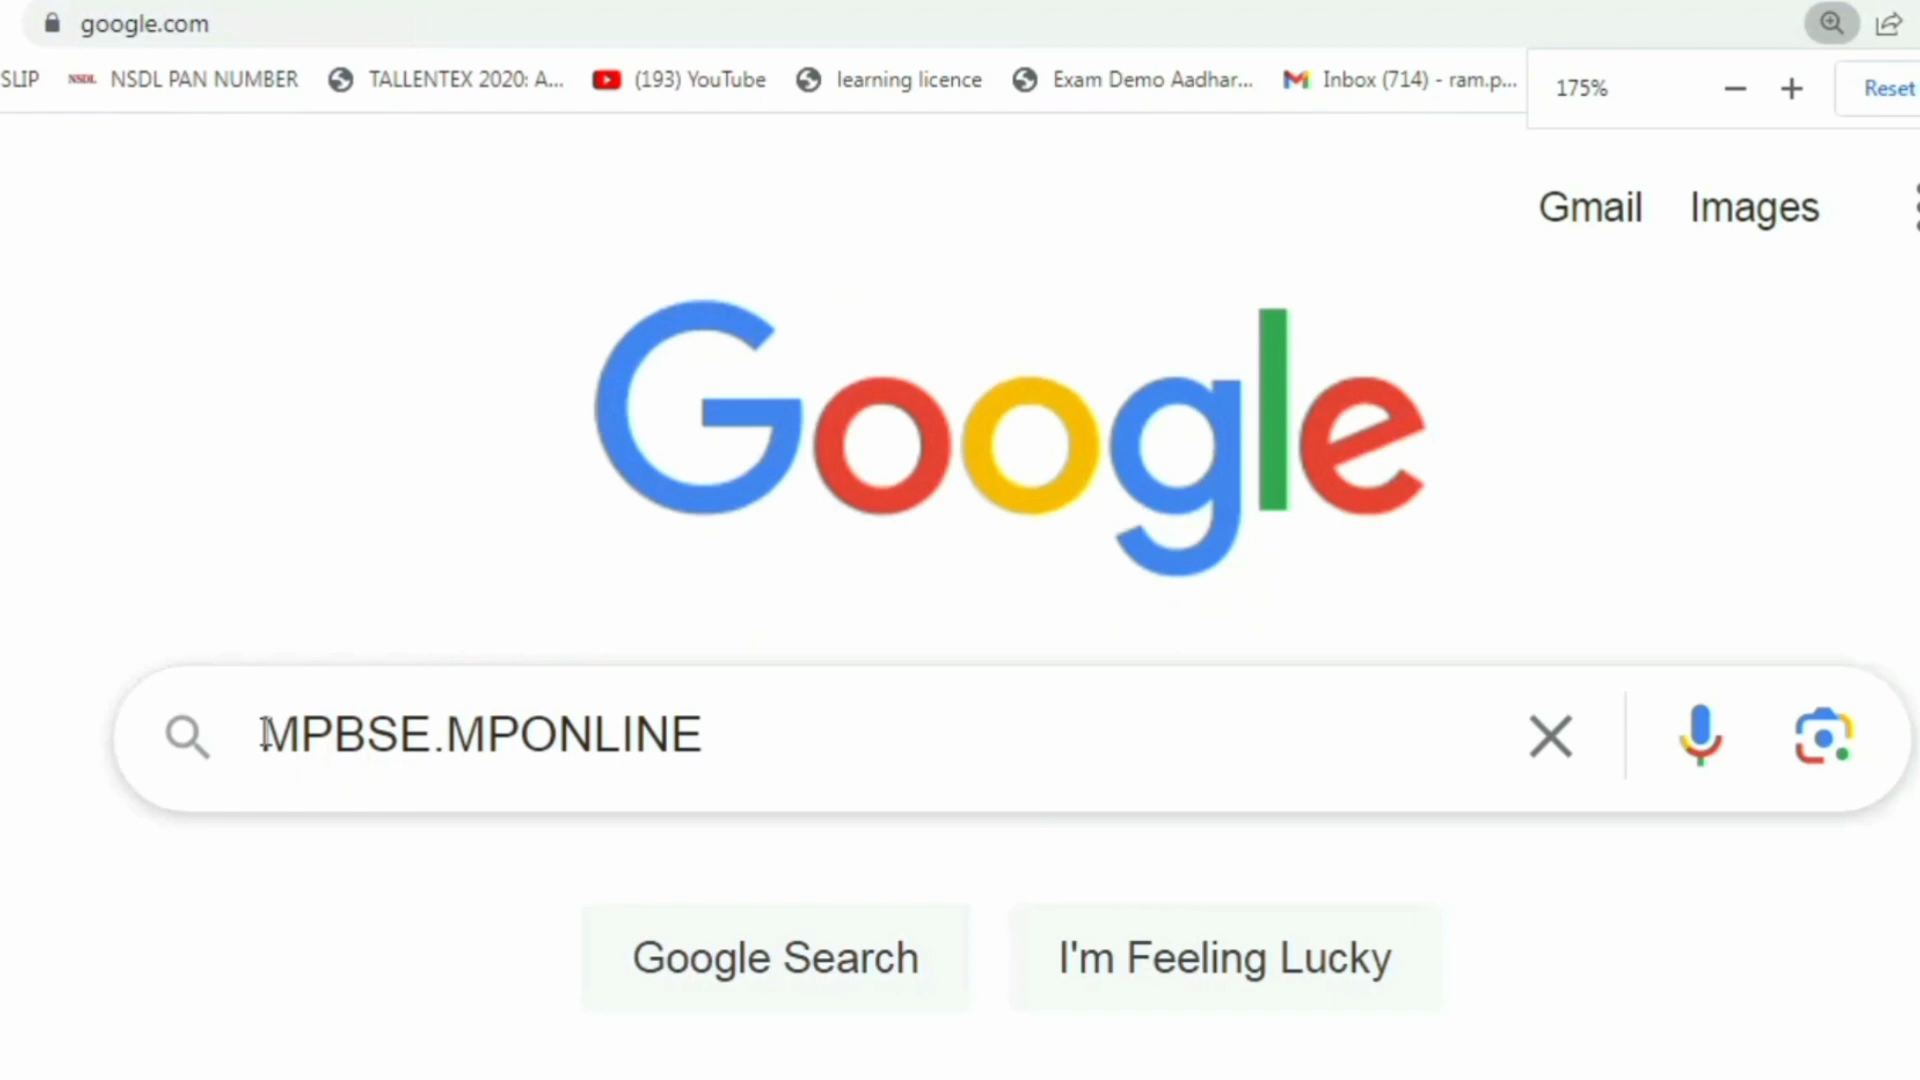 google.com
SLIP NSDL NSDL PAN NUMBER TALLENTEX 2020: A... (193) YouTube learning licence Exam Demo Aadhar... Inbox (714) - ram.p...
175% − + Reset
Gmail Images
Google
MPBSE.MPONLINE
Google Search I'm Feeling Lucky